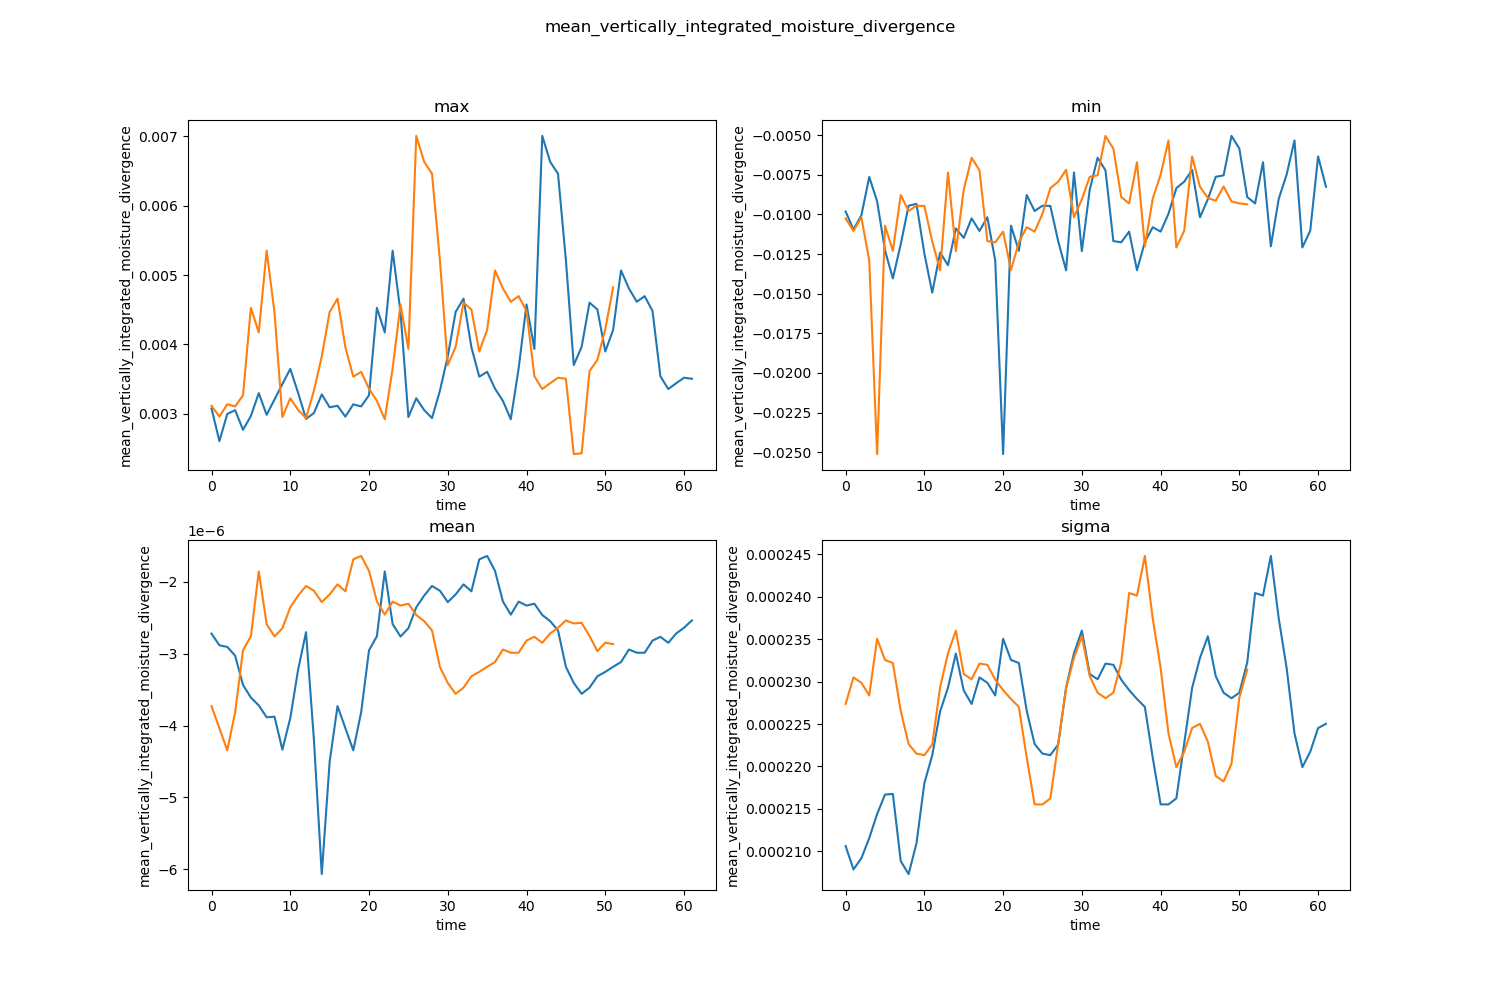 mean_vertically_integrated_moisture_divergence
max
mean_vertically_integrated_moisture_divergence
0.007
0.006
0.005
0.004
0.003
0 10 20 30 40 50 60
time
min
mean_vertically_integrated_moisture_divergence
−0.0050
−0.0075
−0.0100
−0.0125
−0.0150
−0.0175
−0.0200
−0.0225
−0.0250
0 10 20 30 40 50 60
time
mean
1e−6
mean_vertically_integrated_moisture_divergence
−2
−3
−4
−5
−6
0 10 20 30 40 50 60
time
sigma
mean_vertically_integrated_moisture_divergence
0.000245
0.000240
0.000235
0.000230
0.000225
0.000220
0.000215
0.000210
0 10 20 30 40 50 60
time